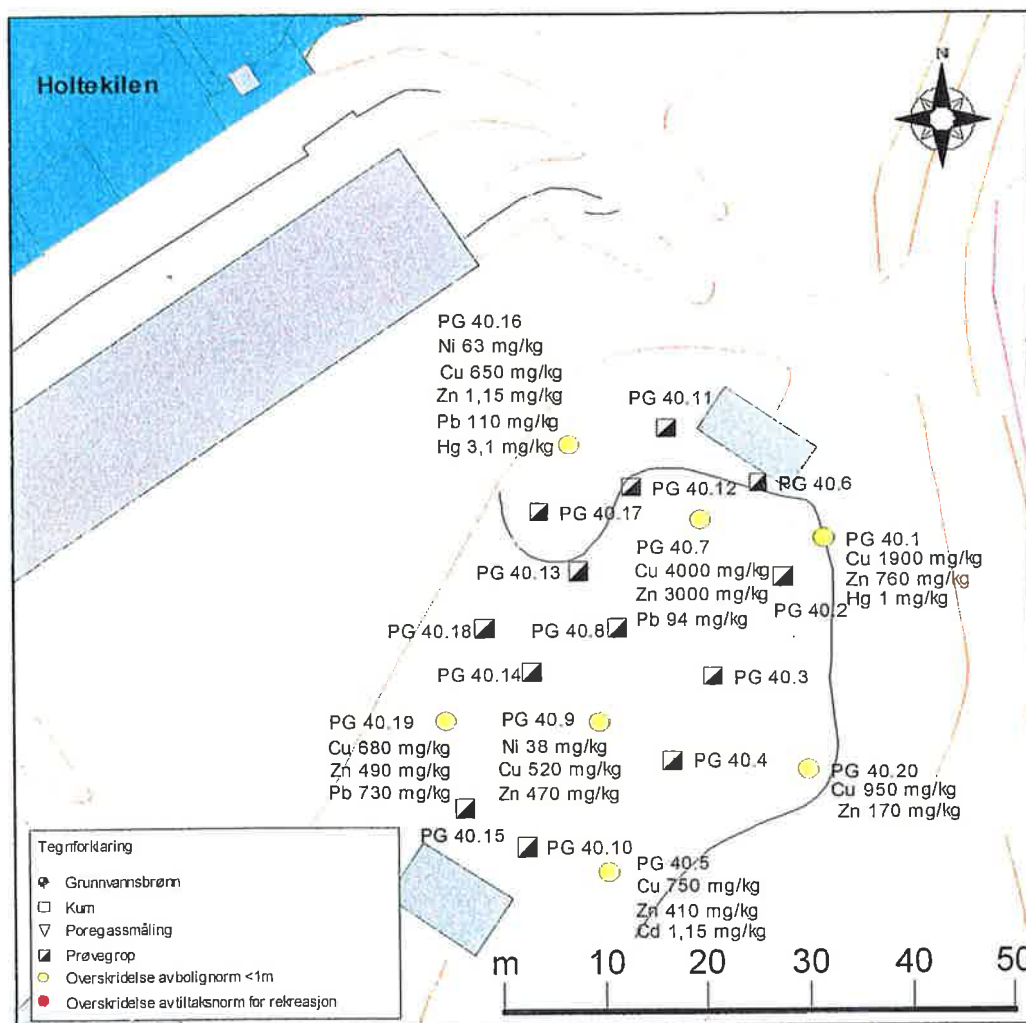 Holtekilen
N
PG 40.16
Ni 63 mg/kg
Cu 650 mg/kg
Zn 1,15 mg/kg
Pb 110 mg/kg
Hg 3,1 mg/kg
PG 40.11
PG 40.12
PG 40.6
PG 40.17
PG 40.7
Cu 4000 mg/kg
Zn 3000 mg/kg
Pb 94 mg/kg
PG 40.1
Cu 1900 mg/kg
Zn 760 mg/kg
Hg 1 mg/kg
PG 40.13
PG 40.2
PG 40.18
PG 40.8
PG 40.14
PG 40.3
PG 40.19
Cu 680 mg/kg
Zn 490 mg/kg
Pb 730 mg/kg
PG 40.9
Ni 38 mg/kg
Cu 520 mg/kg
Zn 470 mg/kg
PG 40.4
PG 40.20
Cu 950 mg/kg
Zn 170 mg/kg
PG 40.15
PG 40.10
PG 40.5
Cu 750 mg/kg
Zn 410 mg/kg
Cd 1,15 mg/kg
Tegnforklaring
Grunnvannsbrønn
Kum
Poregassmåling
Prøvegrop
Overskridelse avbolignorm <1m
Overskridelse avtiltaksnorm for rekreasjon
m 10 20 30 40 50